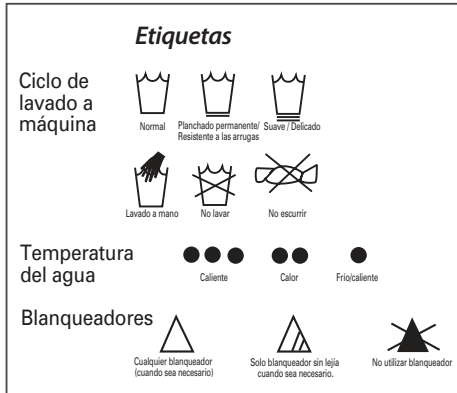 Etiquetas
Ciclo de
lavado a
máquina
Normal
Planchado permanente/
Resistente a las arrugas
Suave / Delicado
Lavado a mano
No lavar
No escurrir
Temperatura
del agua
Caliente
Calor
Frío/caliente
Blanqueadores
Cualquier blanqueador
(cuando sea necesario)
Solo blanqueador sin lejía
cuando sea necesario.
No utilizar blanqueador